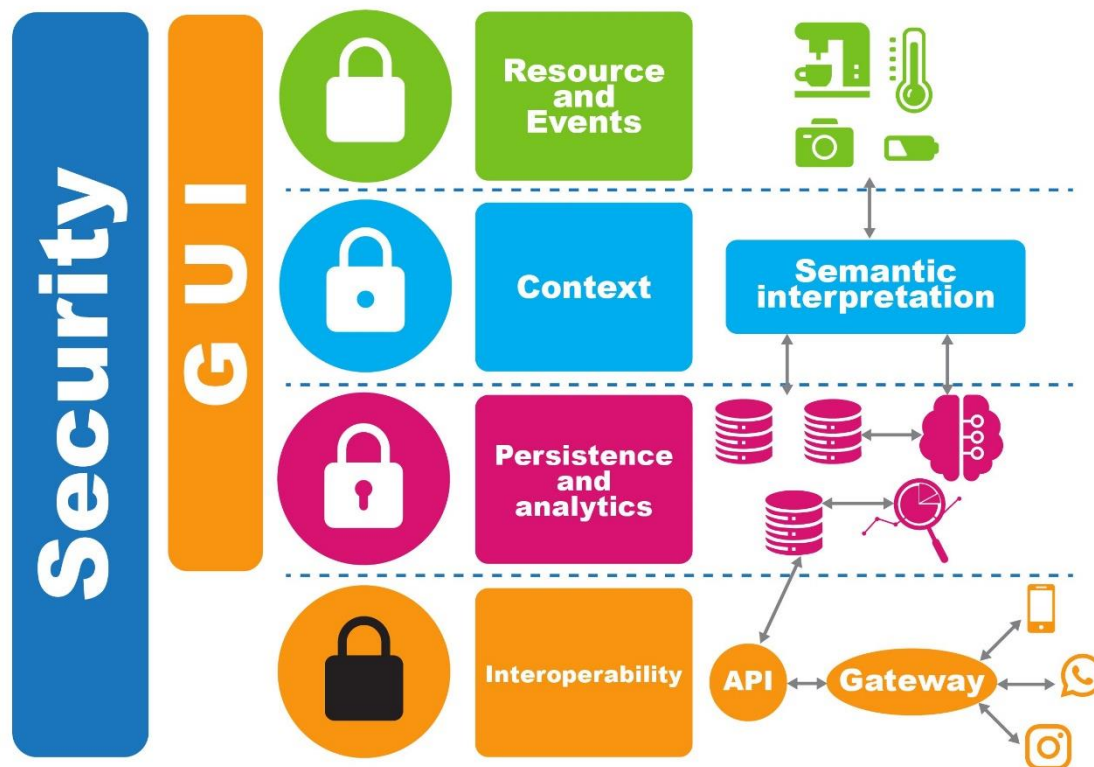 Security
GUI
Resource
and
Events
Context
Semantic
interpretation
Persistence
and
analytics
Interoperability
API
Gateway